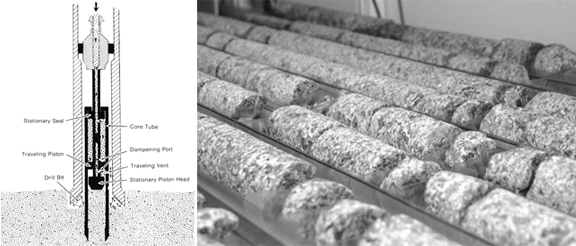 Stationary Seal
Core Tube
Traveling Piston
Dampening Port
Traveling Vent
Drill Bit
Stationary Piston Head